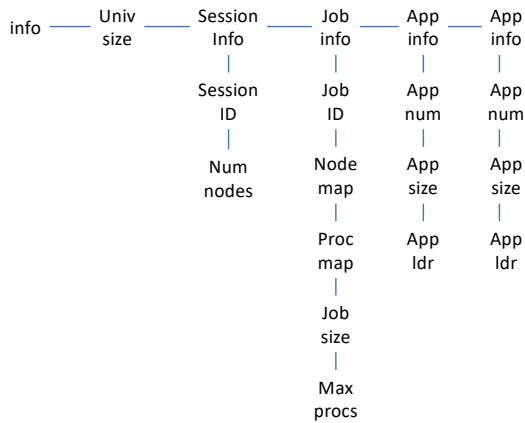 info
Univ
size
Session
Info
Job
info
App
info
App
info
Session
ID
Job
ID
App
num
App
num
Num
nodes
Node
map
App
size
App
size
Proc
map
App
ldr
App
ldr
Job
size
Max
procs